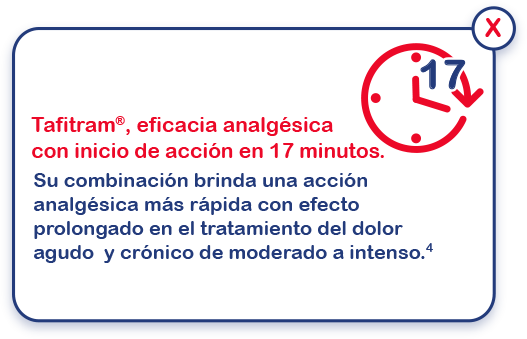 X
17
Tafitram®, eficacia analgésica
con inicio de acción en 17 minutos.
Su combinación brinda una acción
analgésica más rápida con efecto
prolongado en el tratamiento del dolor
agudo  y crónico de moderado a intenso.⁴